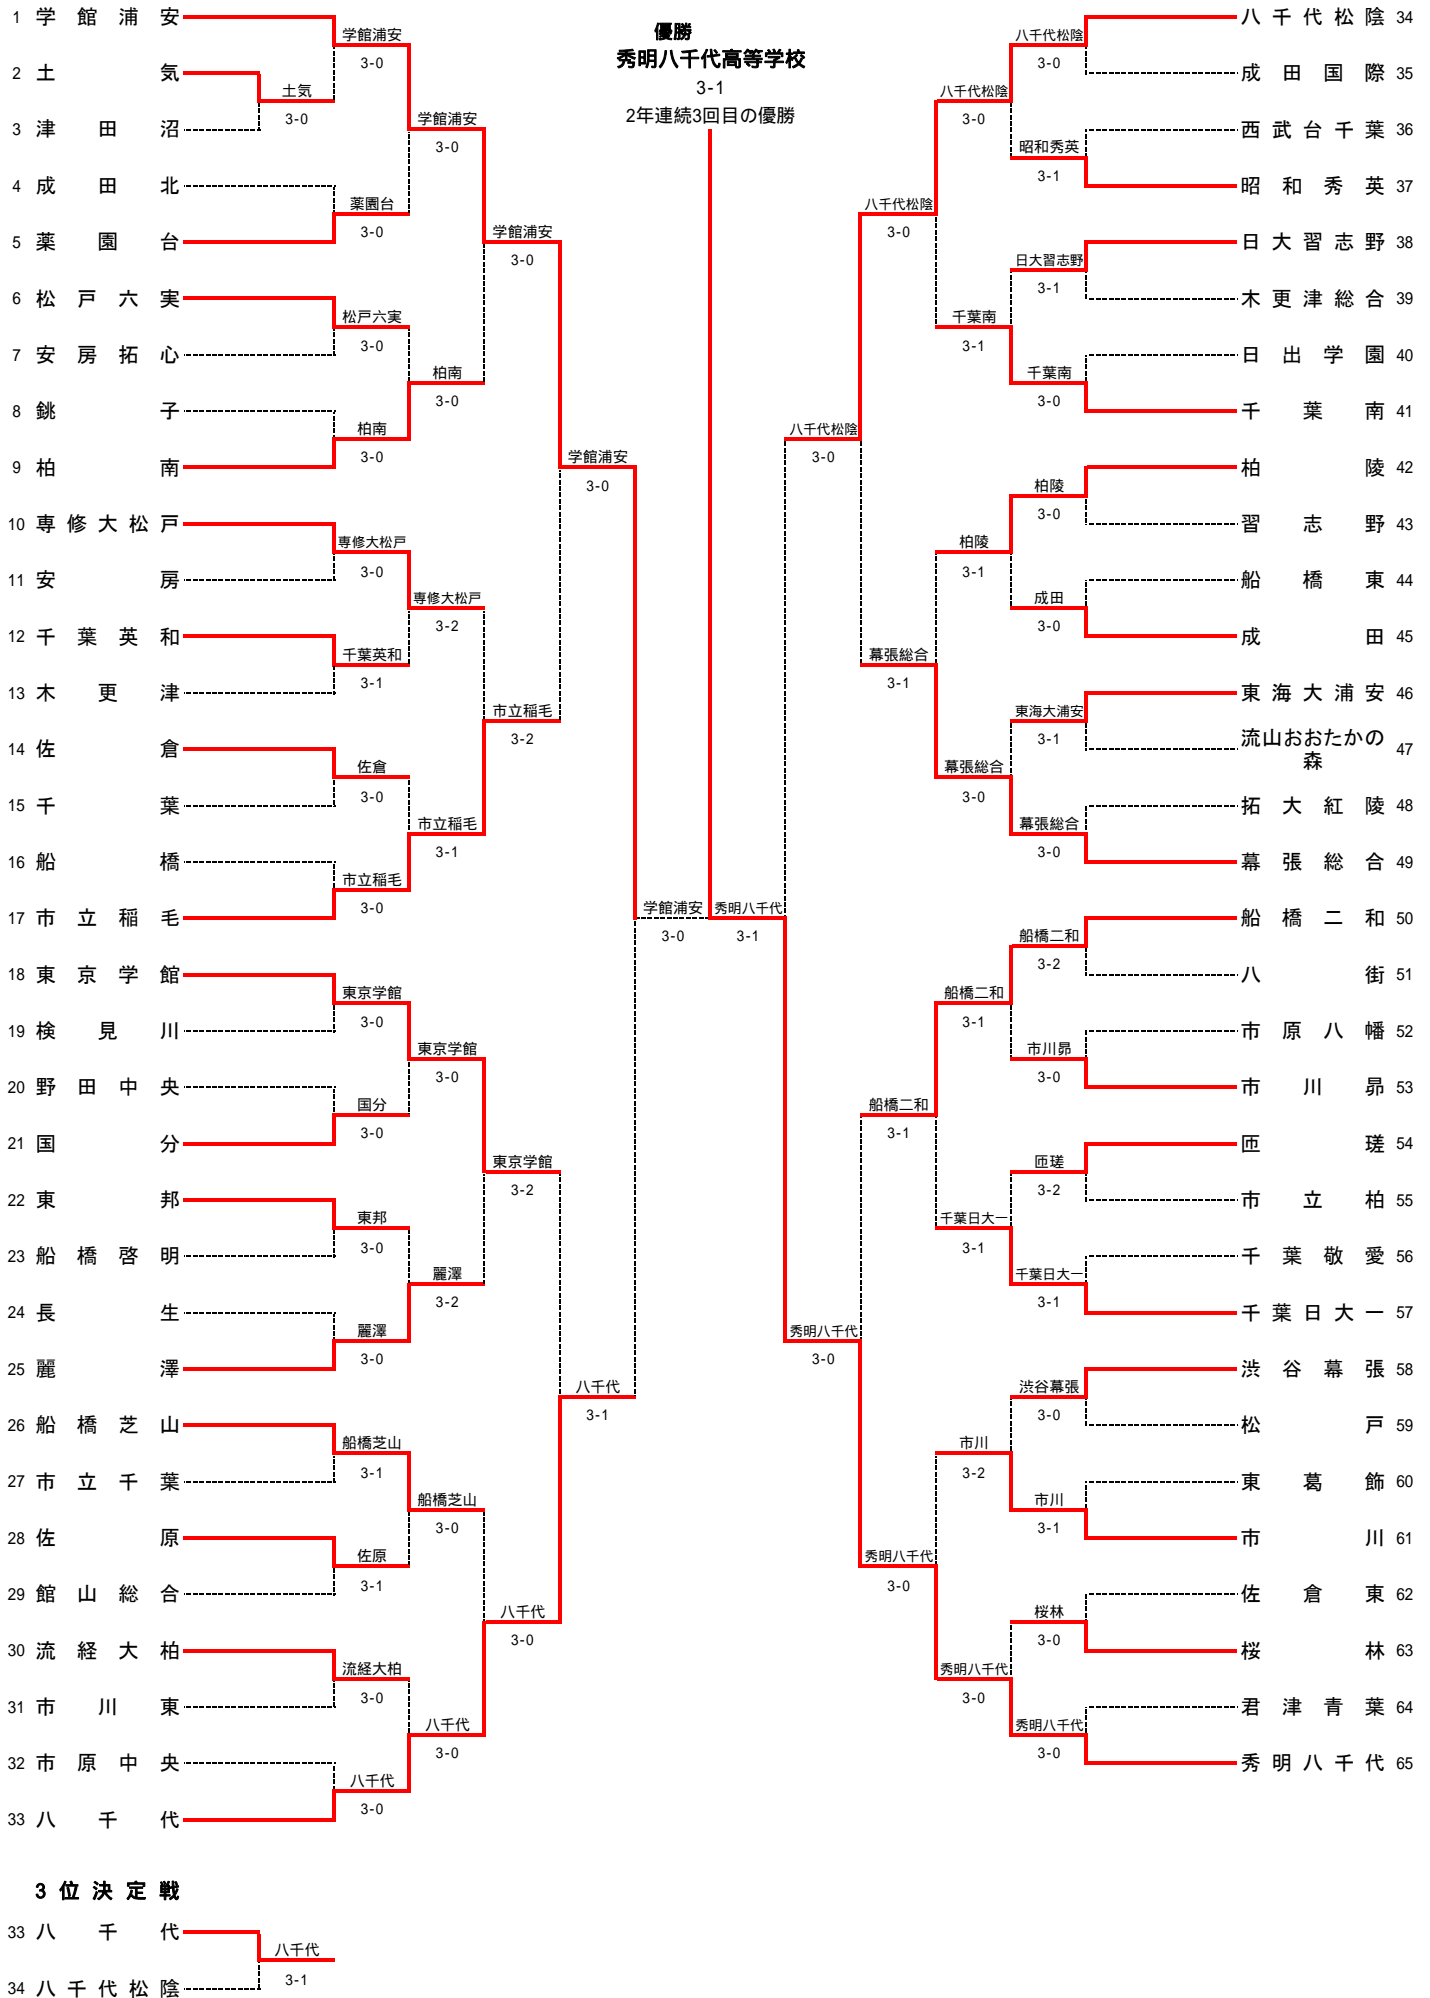 優勝
秀明八千代高等学校
3-1
2年連続3回目の優勝
1 学館浦安
2 土気
3 津田沼
4 成田北
5 薬園台
6 松戸六実
7 安房拓心
8 銚子
9 柏南
10 専修大松戸
11 安房
12 千葉英和
13 木更津
14 佐倉
15 千葉
16 船橋
17 市立稲毛
18 東京学館
19 検見川
20 野田中央
21 国分
22 東邦
23 船橋啓明
24 長生
25 麗澤
26 船橋芝山
27 市立千葉
28 佐原
29 館山総合
30 流経大柏
31 市川東
32 市原中央
33 八千代
土気
3-0
学館浦安
3-0
薬園台
3-0
松戸六実
3-0
柏南
3-0
専修大松戸
3-0
千葉英和
3-1
佐倉
3-0
市立稲毛
3-0
東京学館
3-0
国分
3-0
東邦
3-0
麗澤
3-0
船橋芝山
3-1
佐原
3-1
流経大柏
3-0
八千代
3-0
学館浦安
3-0
柏南
3-0
専修大松戸
3-2
市立稲毛
3-1
東京学館
3-0
麗澤
3-2
船橋芝山
3-0
八千代
3-0
学館浦安
3-0
市立稲毛
3-2
東京学館
3-2
八千代
3-0
学館浦安
3-0
八千代
3-1
学館浦安
3-0
秀明八千代
3-1
八千代松陰
3-0
秀明八千代
3-0
八千代松陰
3-0
幕張総合
3-1
船橋二和
3-1
秀明八千代
3-0
八千代松陰
3-0
千葉南
3-1
柏陵
3-1
幕張総合
3-0
船橋二和
3-1
千葉日大一
3-1
市川
3-2
秀明八千代
3-0
八千代松陰
3-0
昭和秀英
3-1
日大習志野
3-1
千葉南
3-0
柏陵
3-0
成田
3-0
東海大浦安
3-1
幕張総合
3-0
船橋二和
3-2
市川昴
3-0
匝瑳
3-2
千葉日大一
3-1
渋谷幕張
3-0
市川
3-1
桜林
3-0
秀明八千代
3-0
八千代松陰 34
成田国際 35
西武台千葉 36
昭和秀英 37
日大習志野 38
木更津総合 39
日出学園 40
千葉南 41
柏陵 42
習志野 43
船橋東 44
成田 45
東海大浦安 46
流山おおたかの
森 47
拓大紅陵 48
幕張総合 49
船橋二和 50
八街 51
市原八幡 52
市川昴 53
匝瑳 54
市立柏 55
千葉敬愛 56
千葉日大一 57
渋谷幕張 58
松戸 59
東葛飾 60
市川 61
佐倉東 62
桜林 63
君津青葉 64
秀明八千代 65
3位決定戦
33 八千代
34 八千代松陰
八千代
3-1